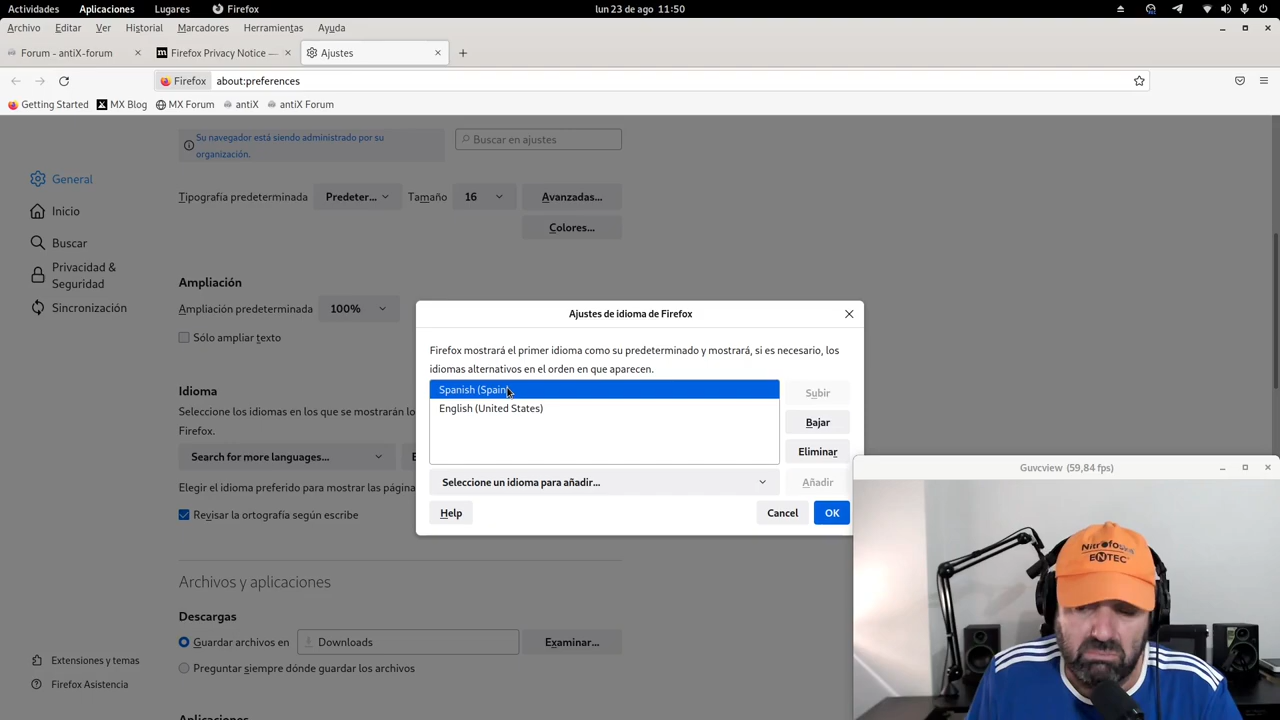 Actividades Aplicaciones Lugares Firefox lun 23 de ago 11:50
Archivo Editar Ver Historial Marcadores Herramientas Ayuda
Forum - antiX-forum Firefox Privacy Notice — Ajustes
Firefox about:preferences
Getting Started MX Blog MX Forum antiX antiX Forum
Su navegador está siendo administrado por su
organización.
Buscar en ajustes
General
Inicio
Buscar
Privacidad &
Seguridad
Sincronización
Tipografía predeterminada Predeter... Tamaño 16 Avanzadas...
Colores...
Ampliación
Ampliación predeterminada 100%
Sólo ampliar texto
Idioma
Seleccione los idiomas en los que se mostrarán lo
Firefox.
Search for more languages...
Elegir el idioma preferido para mostrar las página
Revisar la ortografía según escribe
Archivos y aplicaciones
Descargas
Guardar archivos en Downloads Examinar...
Preguntar siempre dónde guardar los archivos
Aplicaciones
Extensiones y temas
Firefox Asistencia
Ajustes de idioma de Firefox
Firefox mostrará el primer idioma como su predeterminado y mostrará, si es necesario, los
idiomas alternativos en el orden en que aparecen.
Spanish (Spain)
English (United States)
Subir
Bajar
Eliminar
Seleccione un idioma para añadir... Añadir
Help Cancel OK
Guvcview (59,84 fps)
ENTEC